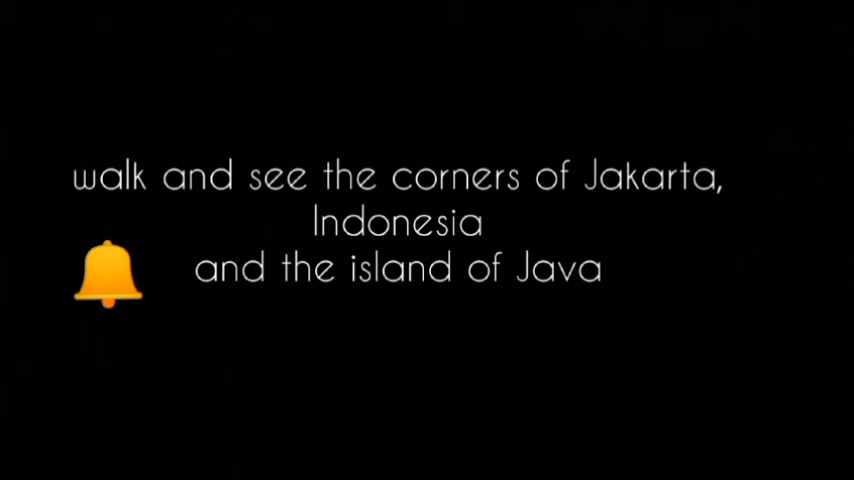 walk and see the corners of Jakarta,
Indonesia
and the island of Java